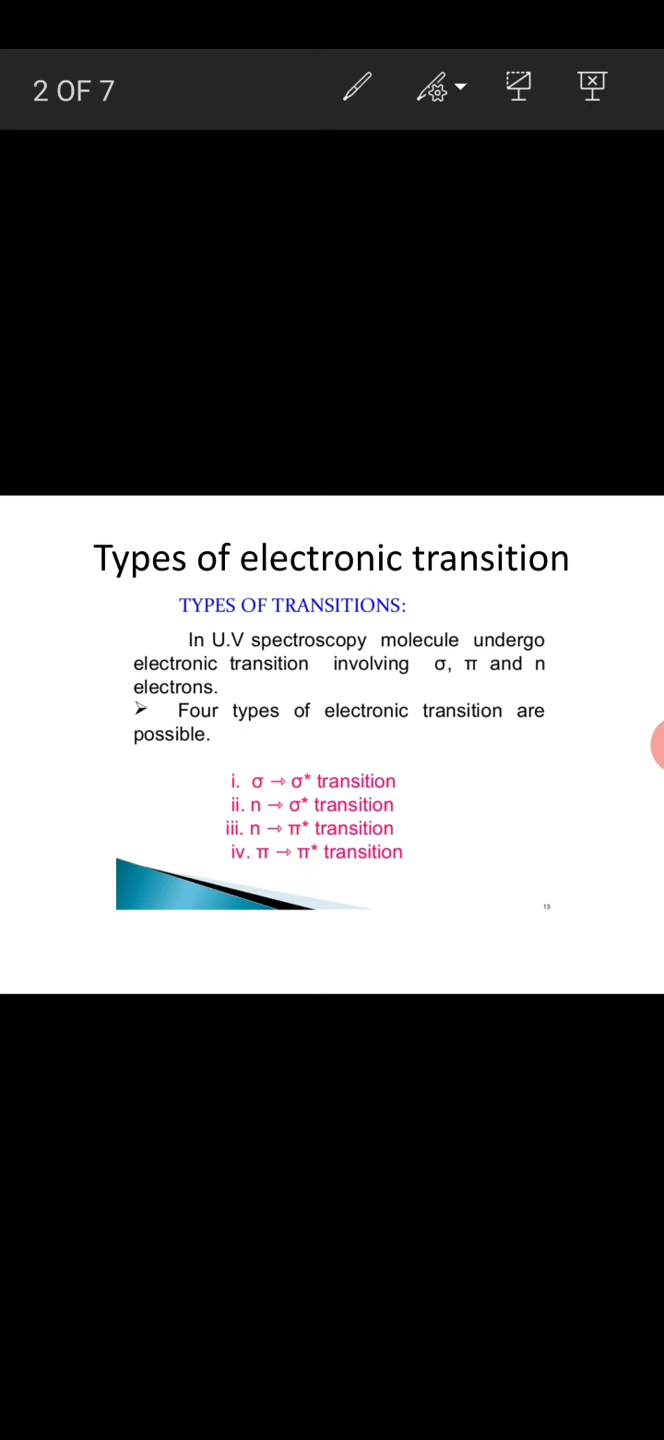 2 OF 7
Types of electronic transition
TYPES OF TRANSITIONS:
In U.V spectroscopy molecule undergo
electronic transition involving σ, π and n
electrons.
➢ Four types of electronic transition are
possible.
i. σ → σ* transition
ii. n → σ* transition
iii. n → π* transition
iv. π → π* transition
13